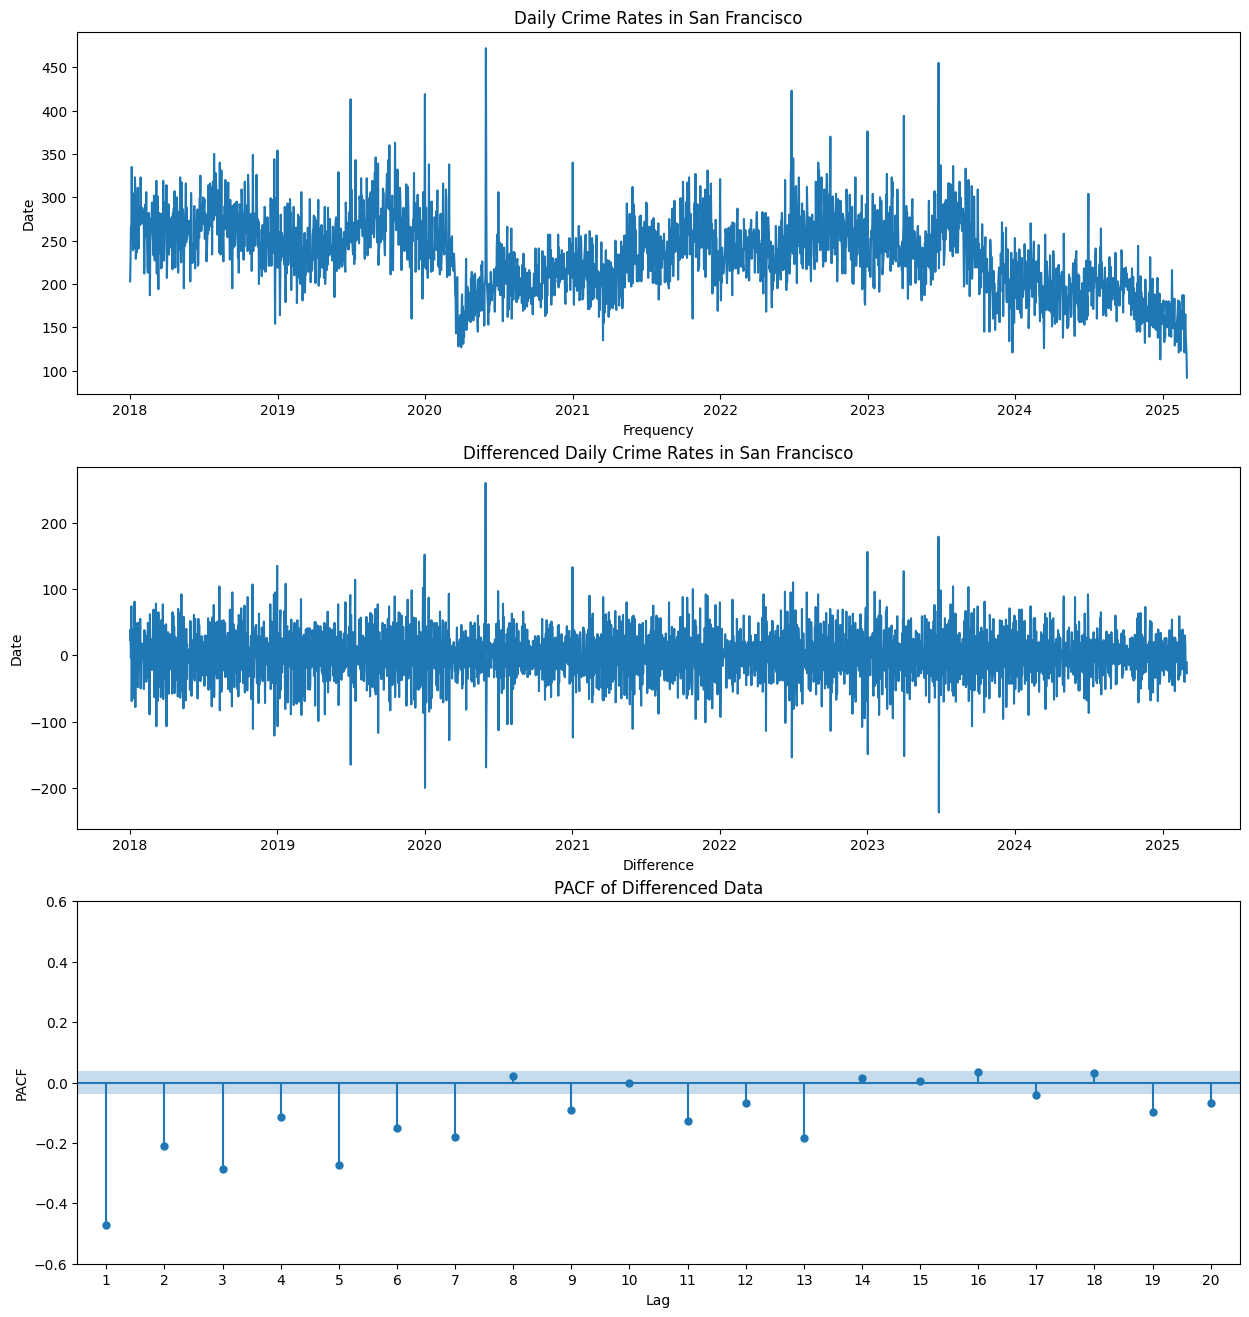 Daily Crime Rates in San Francisco
450
400
350
300
250
200
150
100
Date
2018 2019 2020 2021 2022 2023 2024 2025
Frequency
Differenced Daily Crime Rates in San Francisco
200
100
0
−100
−200
Date
2018 2019 2020 2021 2022 2023 2024 2025
Difference
PACF of Differenced Data
0.6
0.4
0.2
0.0
−0.2
−0.4
−0.6
PACF
1 2 3 4 5 6 7 8 9 10 11 12 13 14 15 16 17 18 19 20
Lag